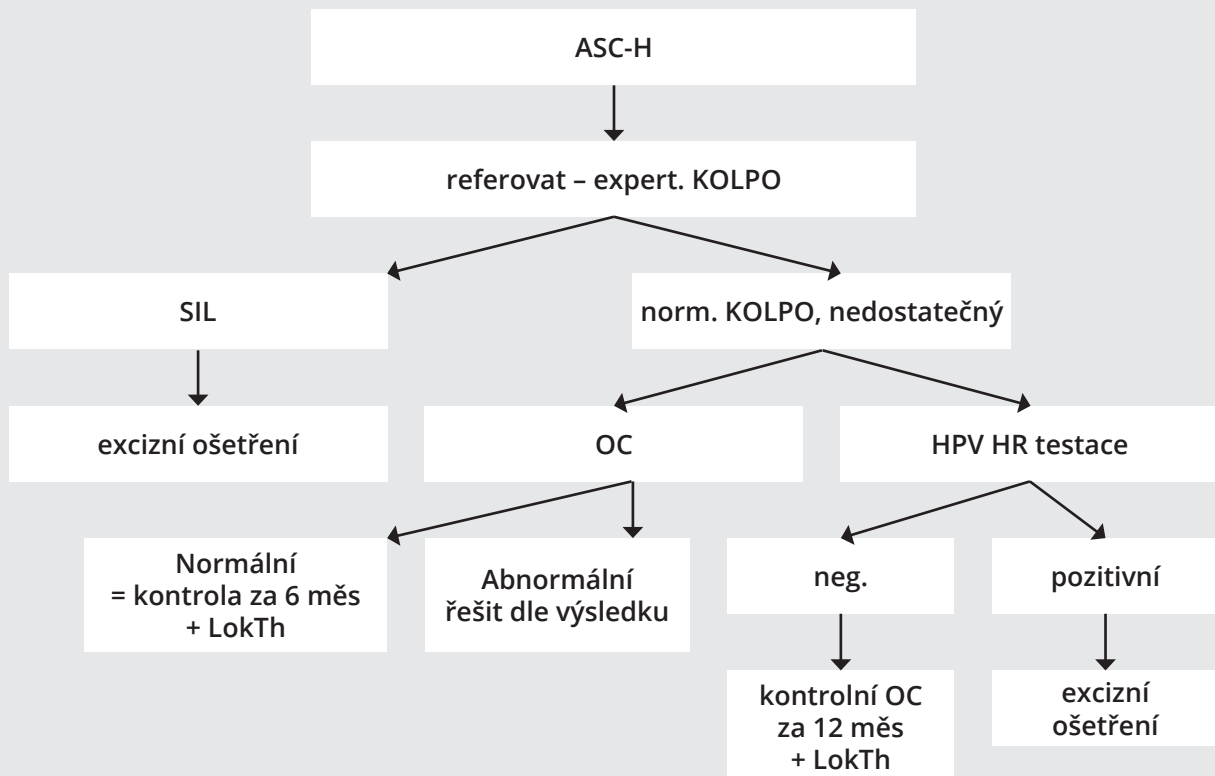 ASC-H
referovat – expert. KOLPO
SIL
norm. KOLPO, nedostatečný
excizní ošetření
OC
HPV HR testace
Normální
= kontrola za 6 měs
+ LokTh
Abnormální
řešit dle výsledku
neg.
pozitivní
kontrolní OC
za 12 měs
+ LokTh
excizní
ošetření